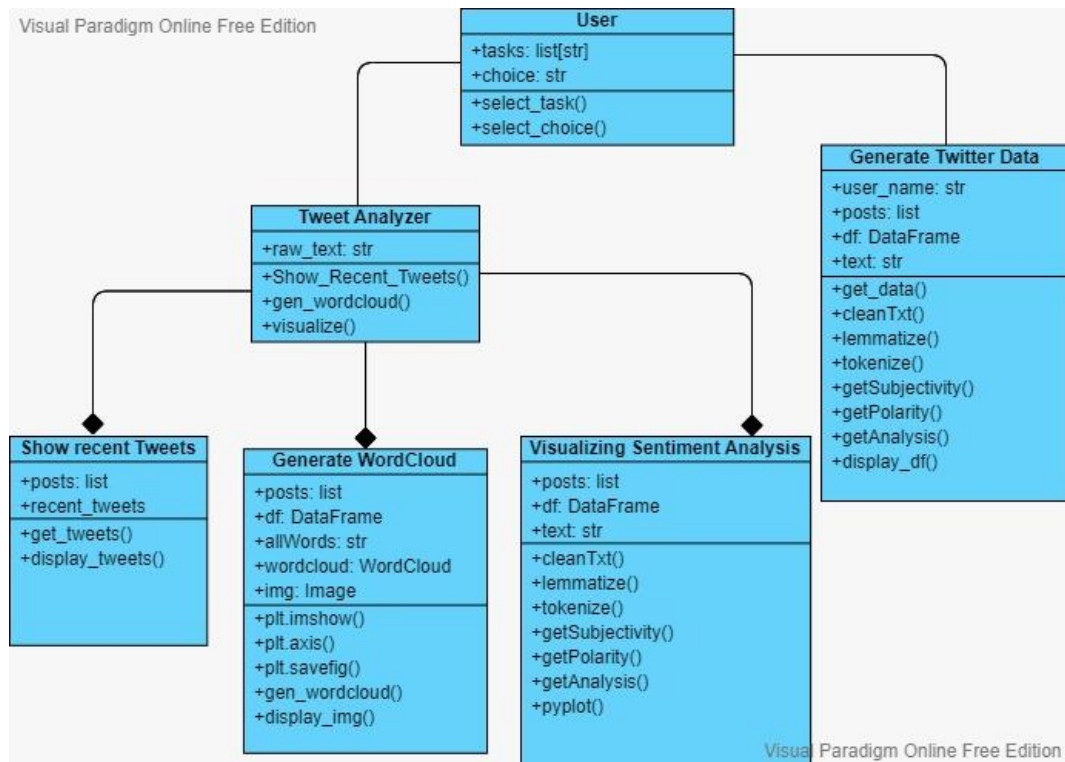 Visual Paradigm Online Free Edition
User
+tasks: list[str]
+choice: str
+select_task()
+select_choice()
Generate Twitter Data
+user_name: str
+posts: list
+df: DataFrame
+text: str
+get_data()
+cleanTxt()
+lemmatize()
+tokenize()
+getSubjectivity()
+getPolarity()
+getAnalysis()
+display_df()
Tweet Analyzer
+raw_text: str
+Show_Recent_Tweets()
+gen_wordcloud()
+visualize()
Show recent Tweets
+posts: list
+recent_tweets
+get_tweets()
+display_tweets()
Generate WordCloud
+posts: list
+df: DataFrame
+allWords: str
+wordcloud: WordCloud
+img: Image
+plt.imshow()
+plt.axis()
+plt.savefig()
+gen_wordcloud()
+display_img()
Visualizing Sentiment Analysis
+posts: list
+df: DataFrame
+text: str
+cleanTxt()
+lemmatize()
+tokenize()
+getSubjectivity()
+getPolarity()
+getAnalysis()
+pyplot()
Visual Paradigm Online Free Edition